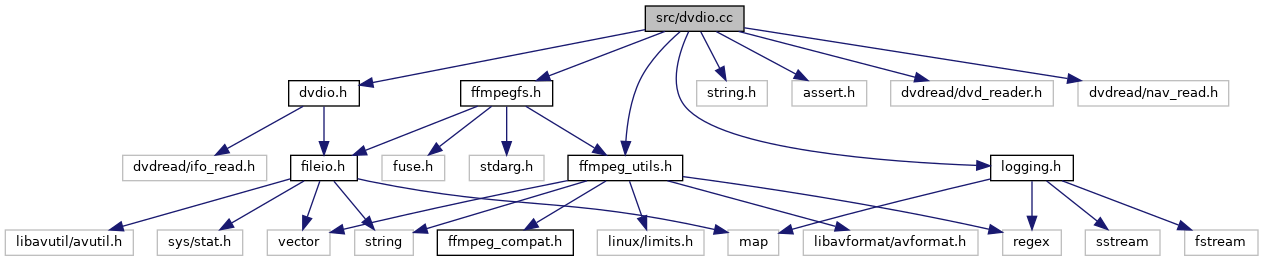 src/dvdio.cc
dvdio.h
ffmpegfs.h
string.h
assert.h
dvdread/dvd_reader.h
dvdread/nav_read.h
dvdread/ifo_read.h
fileio.h
fuse.h
stdarg.h
ffmpeg_utils.h
logging.h
libavutil/avutil.h
sys/stat.h
vector
string
ffmpeg_compat.h
linux/limits.h
map
libavformat/avformat.h
regex
sstream
fstream